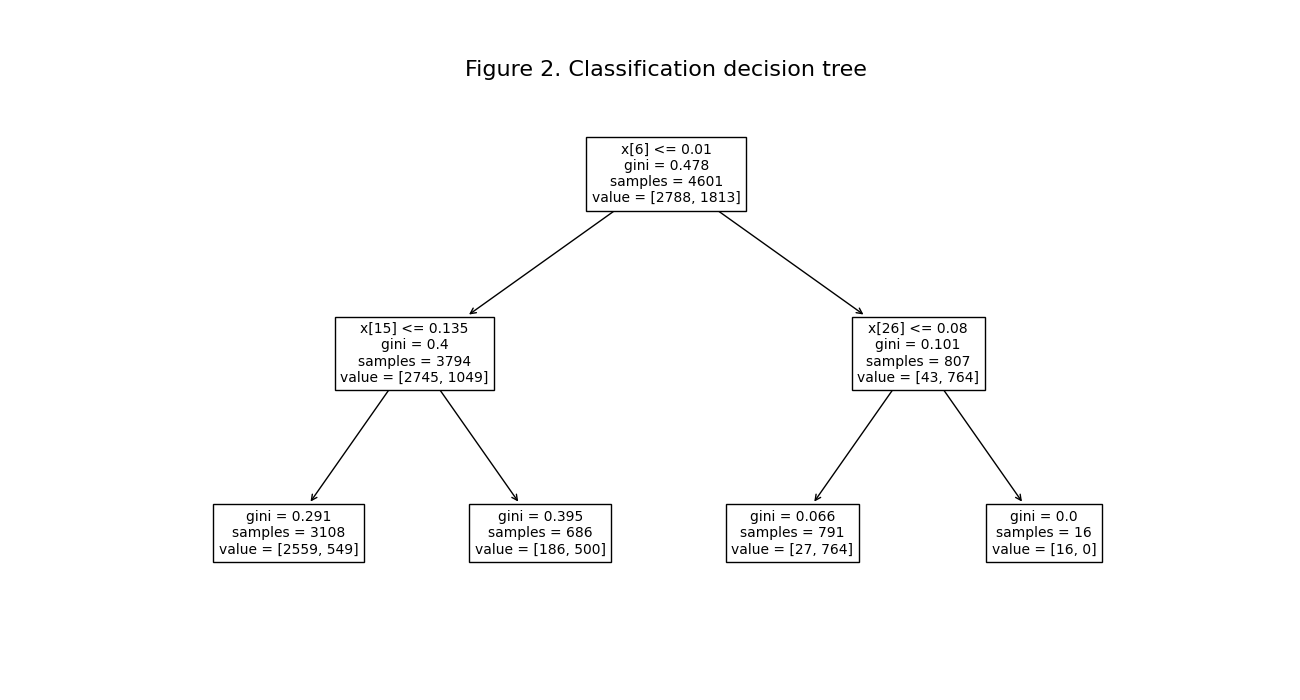 Figure 2. Classification decision tree
x[6] <= 0.01
gini = 0.478
samples = 4601
value = [2788, 1813]
x[15] <= 0.135
gini = 0.4
samples = 3794
value = [2745, 1049]
x[26] <= 0.08
gini = 0.101
samples = 807
value = [43, 764]
gini = 0.291
samples = 3108
value = [2559, 549]
gini = 0.395
samples = 686
value = [186, 500]
gini = 0.066
samples = 791
value = [27, 764]
gini = 0.0
samples = 16
value = [16, 0]